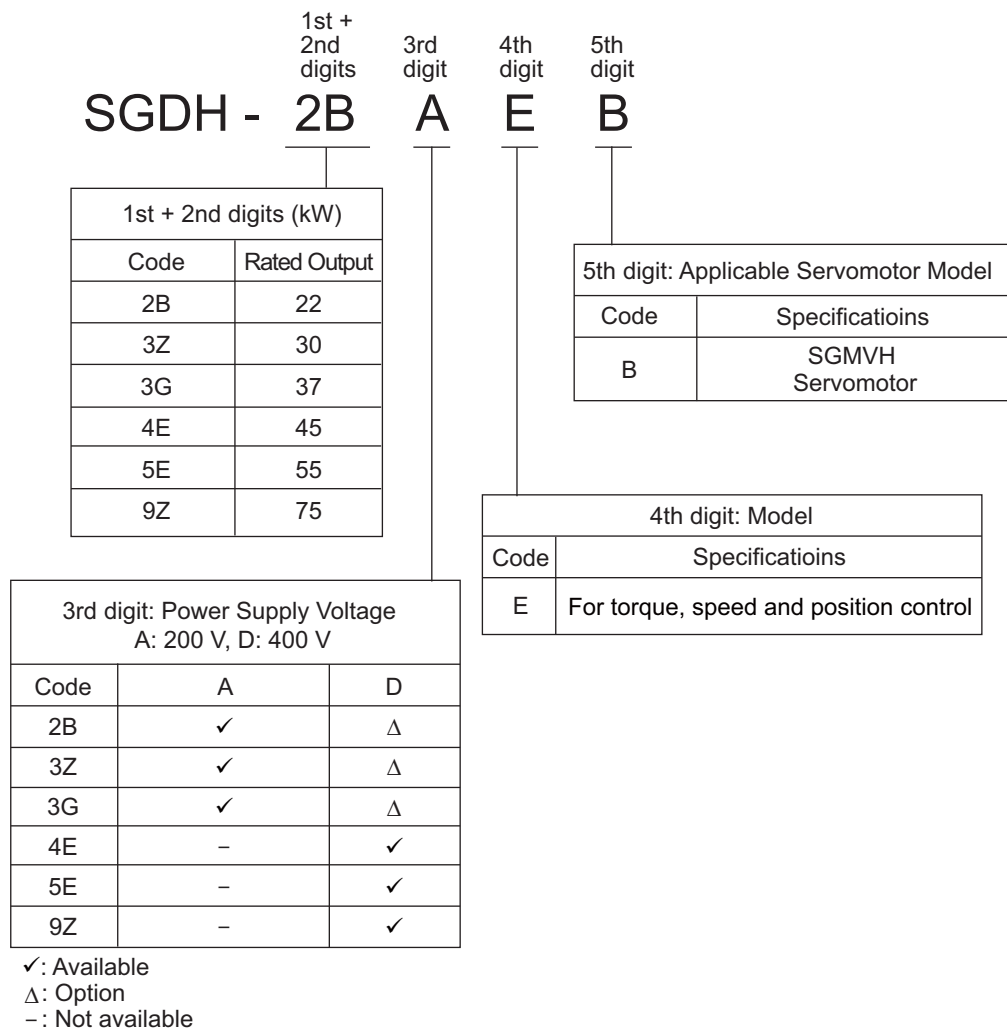 1st +
2nd
digits
3rd
digit
4th
digit
5th
digit
SGDH - 2B A E B
1st + 2nd digits (kW)
Code Rated Output
2B 22
3Z 30
3G 37
4E 45
5E 55
9Z 75
5th digit: Applicable Servomotor Model
Code Specificatioins
B SGMVH
Servomotor
4th digit: Model
Code Specificatioins
E For torque, speed and position control
3rd digit: Power Supply Voltage
A: 200 V, D: 400 V
Code A D
2B ✓ Δ
3Z ✓ Δ
3G ✓ Δ
4E – ✓
5E – ✓
9Z – ✓
✓: Available
Δ: Option
–: Not available